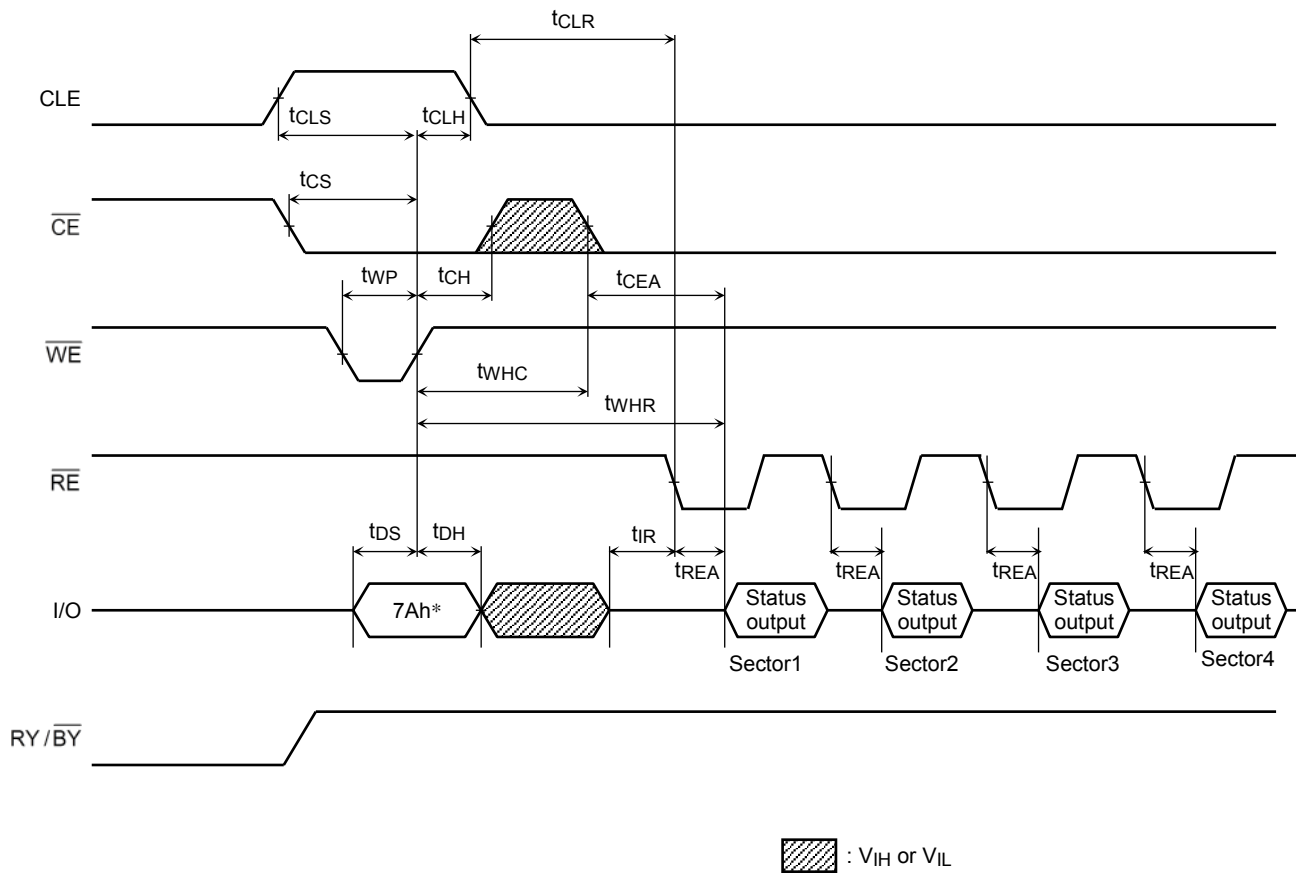 tCLR
CLE
tCLS
tCLH
tCS
CE
tWP
tCH
tCEA
WE
tWHC
tWHR
RE
tDS
tDH
tIR
tREA
tREA
tREA
tREA
I/O
7Ah*
Status
output
Status
output
Status
output
Status
output
Sector1
Sector2
Sector3
Sector4
RY/BY
: VIH or VIL